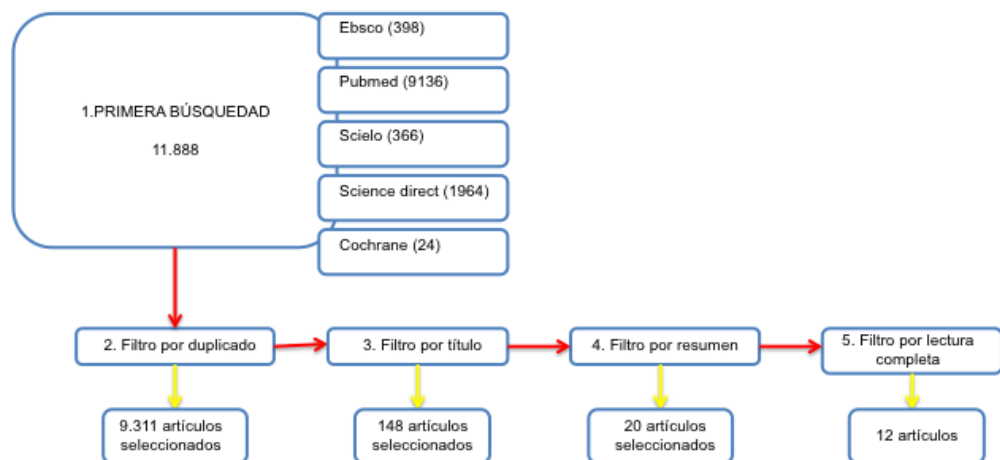 1.PRIMERA BÚSQUEDAD
11.888
Ebsco (398)
Pubmed (9136)
Scielo (366)
Science direct (1964)
Cochrane (24)
2. Filtro por duplicado
3. Filtro por título
4. Filtro por resumen
5. Filtro por lectura
completa
9.311 artículos
seleccionados
148 artículos
seleccionados
20 artículos
seleccionados
12 artículos